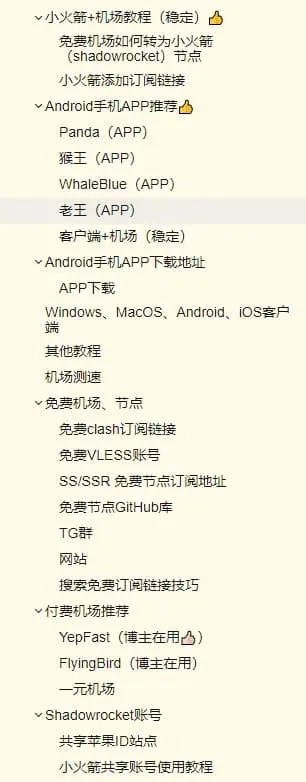 小火箭+机场教程（稳定）👍
免费机场如何转为小火箭
（shadowrocket）节点
小火箭添加订阅链接
Android手机APP推荐👍
Panda（APP）
猴王（APP）
WhaleBlue（APP）
老王（APP）
客户端+机场（稳定）
Android手机APP下载地址
APP下载
Windows、MacOS、Android、iOS客户
端
其他教程
机场测速
免费机场、节点
免费clash订阅链接
免费VLESS账号
SS/SSR 免费节点订阅地址
免费节点GitHub库
TG群
网站
搜索免费订阅链接技巧
付费机场推荐
YepFast（博主在用👍🏻）
FlyingBird（博主在用）
一元机场
Shadowrocket账号
共享苹果ID站点
小火箭共享账号使用教程